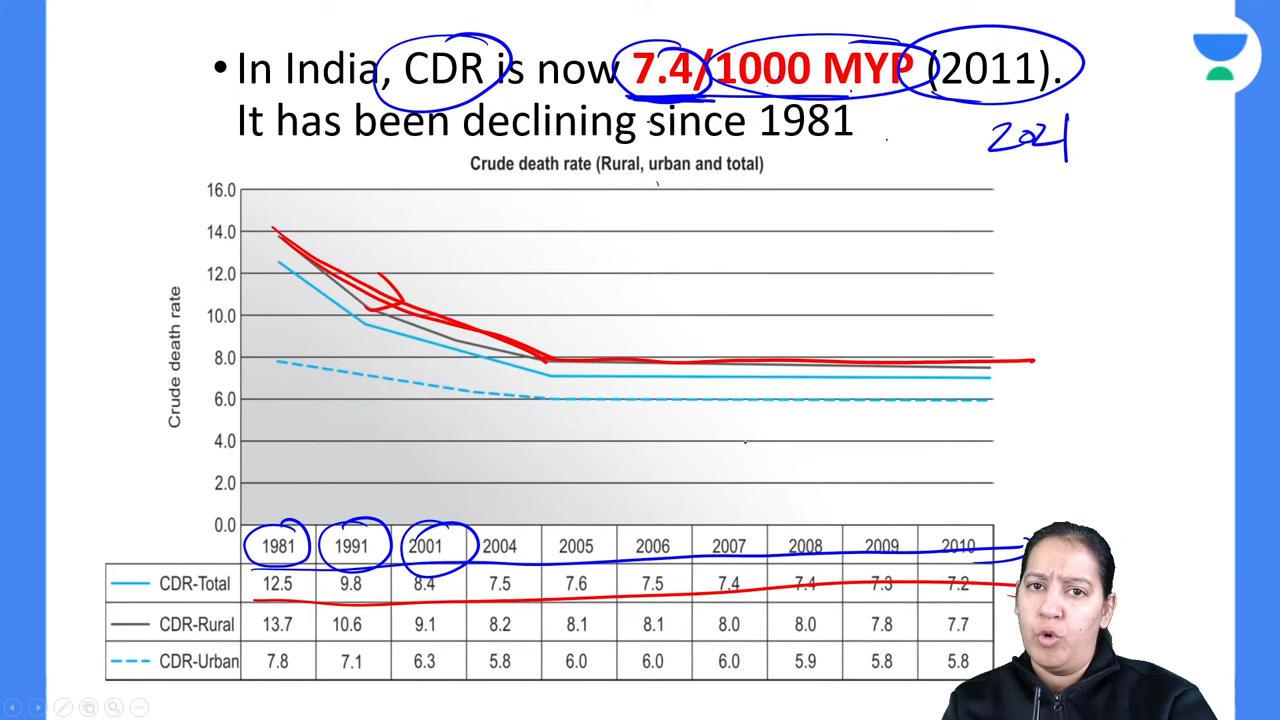 • In India, CDR is now 7.4/1000 MYP (2011).
It has been declining since 1981
2021
Crude death rate (Rural, urban and total)
Crude death rate
16.0
14.0
12.0
10.0
8.0
6.0
4.0
2.0
0.0
1981 1991 2001 2004 2005 2006 2007 2008 2009 2010
CDR-Total 12.5 9.8 8.4 7.5 7.6 7.5 7.4 7.4 7.3 7.2
CDR-Rural 13.7 10.6 9.1 8.2 8.1 8.1 8.0 8.0 7.8 7.7
CDR-Urban 7.8 7.1 6.3 5.8 6.0 6.0 6.0 5.9 5.8 5.8